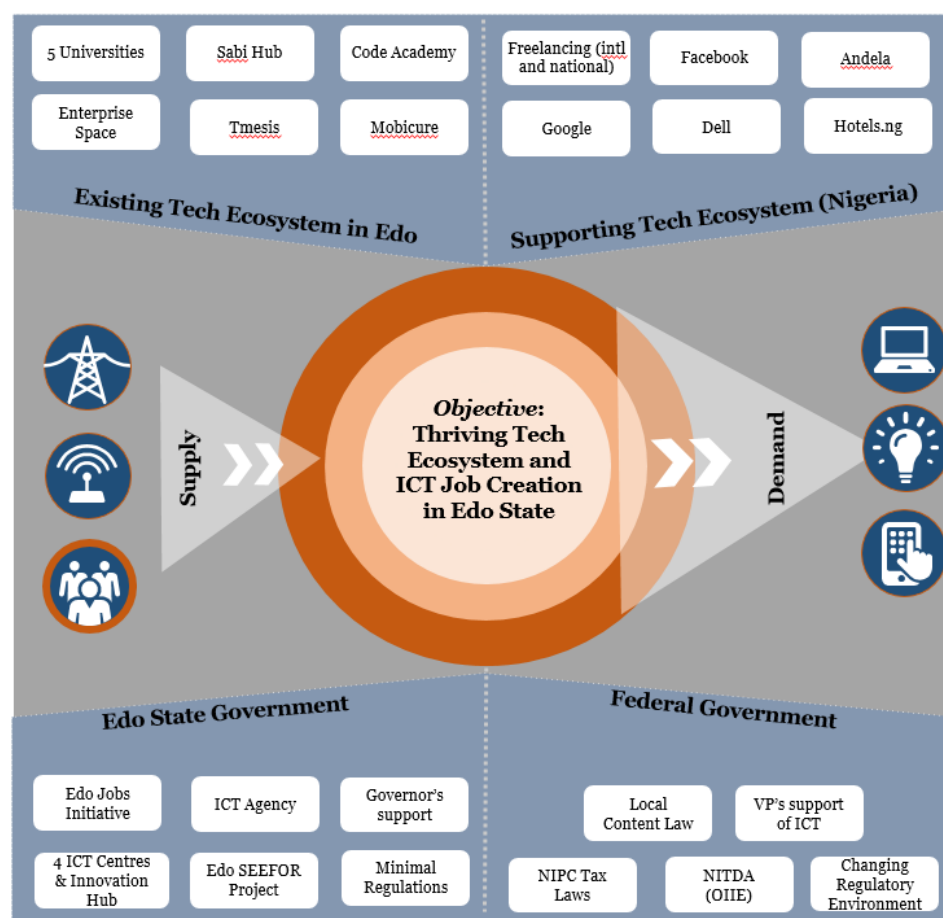 5 Universities
Sabi Hub
Code Academy
Enterprise
Space
Tmesis
Mobicure
Freelancing (intl
and national)
Facebook
Andela
Google
Dell
Hotels.ng
Existing Tech Ecosystem in Edo
Supporting Tech Ecosystem (Nigeria)
Supply
Objective:
Thriving Tech
Ecosystem and
ICT Job Creation
in Edo State
Demand
Edo State Government
Federal Government
Edo Jobs
Initiative
ICT Agency
Governor's
support
4 ICT Centres
& Innovation
Hub
Edo SEEFOR
Project
Minimal
Regulations
Local
Content Law
VP's support
of ICT
NIPC Tax
Laws
NITDA
(OIIE)
Changing
Regulatory
Environment